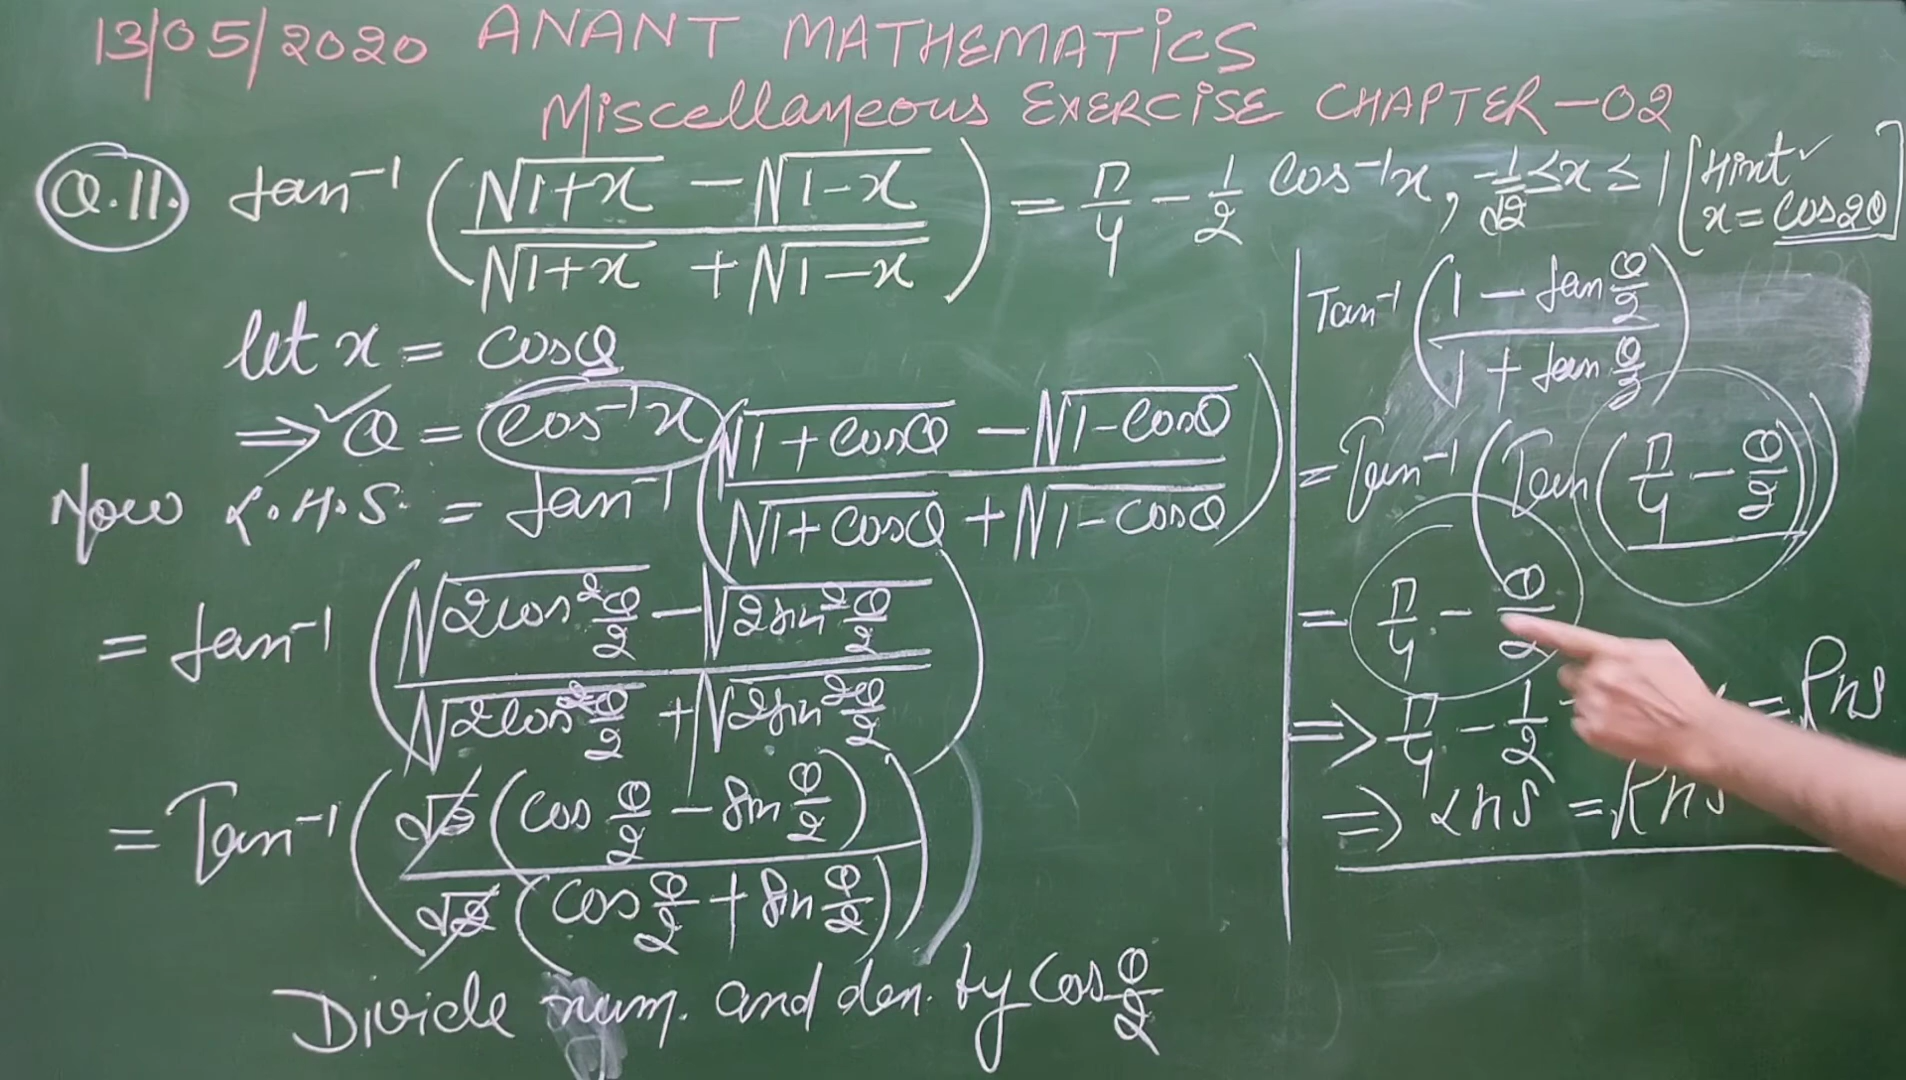 13/05/2020 ANANT MATHEMATICS
Miscellaneous EXERCISE CHAPTER-02
Q.11. tan⁻¹ ((√(1+x) - √(1-x))/(√(1+x) + √(1-x))) = π/4 - 1/2 cos⁻¹x, -1/√2 ≤ x ≤ 1 [Hint x = cos2θ]
let x = cosθ
⇒ θ = cos⁻¹x
Now L.H.S. = tan⁻¹ ((√(1+cosθ) - √(1-cosθ))/(√(1+cosθ) + √(1-cosθ)))
= tan⁻¹ ((√(2cos²θ/2) - √(2sin²θ/2))/(√(2cos²θ/2) + √(2sin²θ/2)))
= Tan⁻¹ (√2(cos θ/2 - sin θ/2)/√2(cos θ/2 + sin θ/2))
Divide num. and den. by cos θ/2
Tan⁻¹ ((1 - tan θ/2)/(1 + tan θ/2))
= Tan⁻¹ (Tan(π/4 - θ/2))
= π/4 - θ/2
⇒ π/4 - 1/2 = RHS
⇒ LHS = RHS